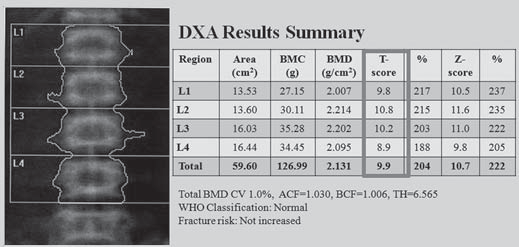 L1
L2
L3
L4
DXA Results Summary
Region Area (cm²) BMC (g) BMD (g/cm²) T-score % Z-score %
L1 13.53 27.15 2.007 9.8 217 10.5 237
L2 13.60 30.11 2.214 10.8 215 11.6 235
L3 16.03 35.28 2.202 10.2 203 11.0 222
L4 16.44 34.45 2.095 8.9 188 9.8 205
Total 59.60 126.99 2.131 9.9 204 10.7 222
Total BMD CV 1.0%, ACF=1.030, BCF=1.006, TH=6.565
WHO Classification: Normal
Fracture risk: Not increased